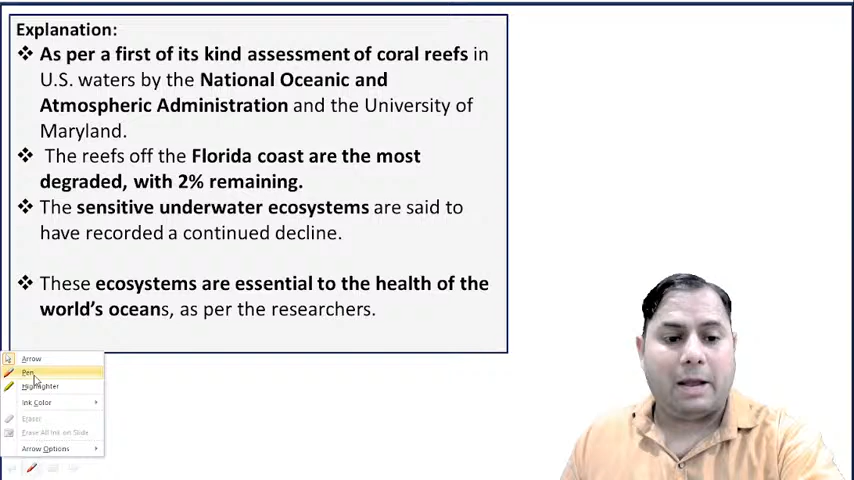 Explanation:
❖ As per a first of its kind assessment of coral reefs in
U.S. waters by the National Oceanic and
Atmospheric Administration and the University of
Maryland.
❖ The reefs off the Florida coast are the most
degraded, with 2% remaining.
❖ The sensitive underwater ecosystems are said to
have recorded a continued decline.
❖ These ecosystems are essential to the health of the
world's oceans, as per the researchers.
Arrow
Pen
Highlighter
Ink Color
Eraser
Erase All Ink on Slide
Arrow Options